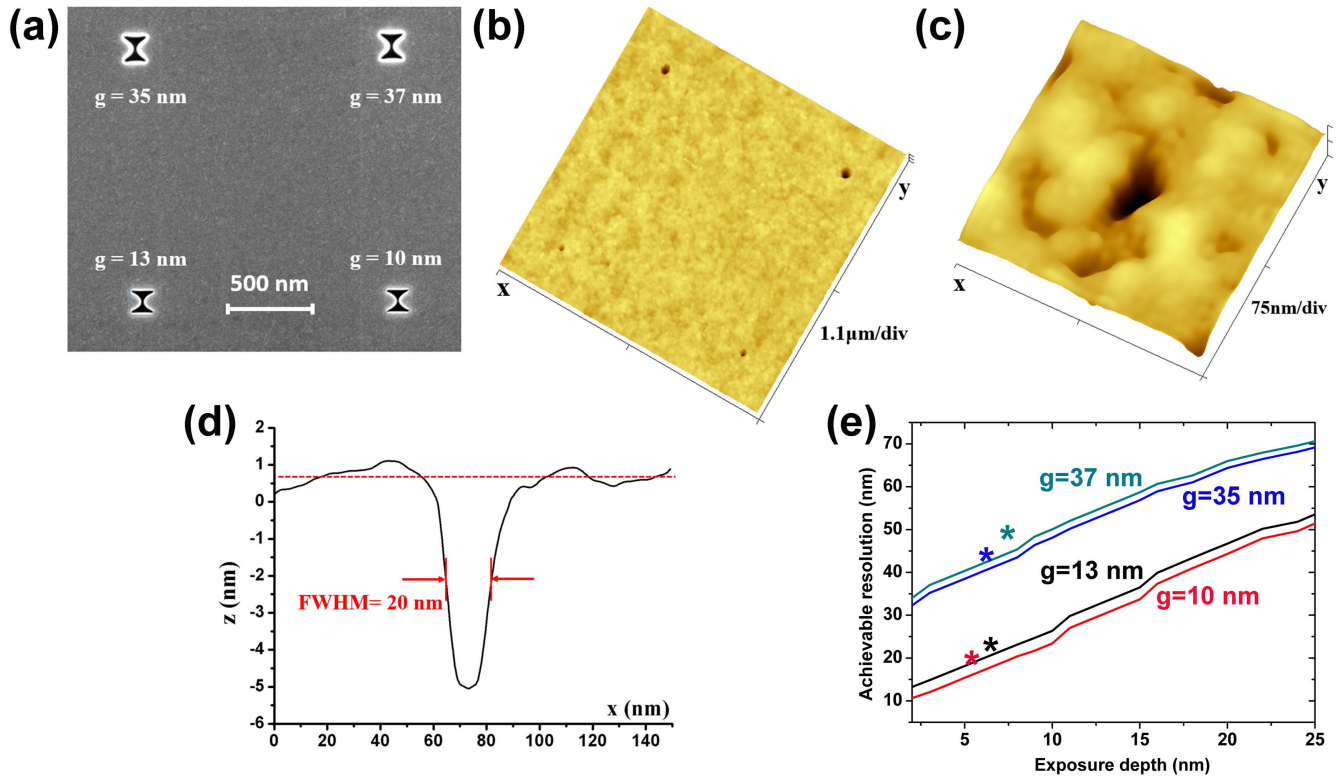 (a)
g = 35 nm
g = 37 nm
g = 13 nm
g = 10 nm
500 nm
(b)
x
y
1.1µm/div
(c)
x
y
75nm/div
(d)
2
1
0
-1
-2
-3
-4
-5
-6
z (nm)
FWHM= 20 nm
x (nm)
0 20 40 60 80 100 120 140
(e)
70
60
50
40
30
20
10
Achievable resolution (nm)
g=37 nm
g=35 nm
g=13 nm
g=10 nm
* * * *
5 10 15 20 25
Exposure depth (nm)